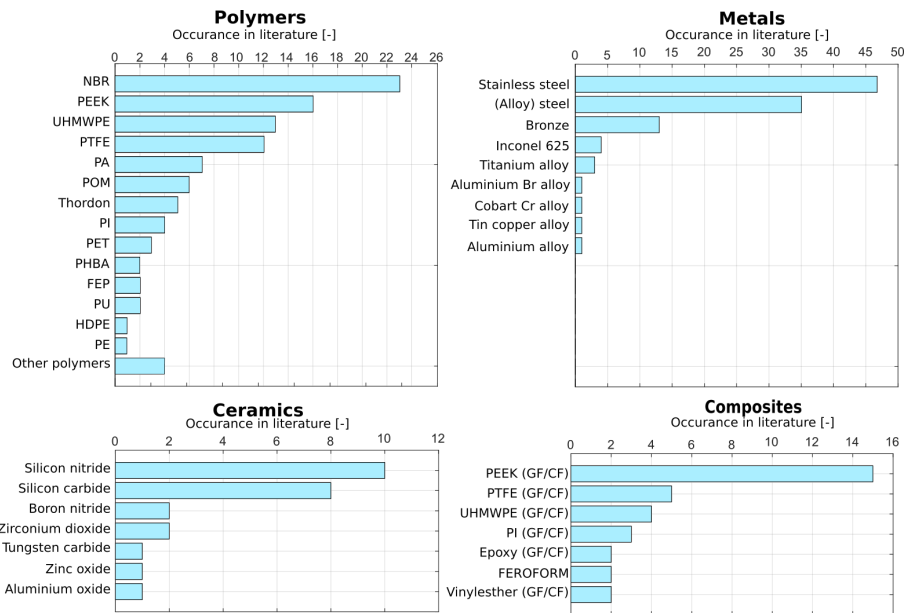 Polymers
Occurance in literature [-]
0 2 4 6 8 10 12 14 16 18 20 22 24 26
NBR
PEEK
UHMWPE
PTFE
PA
POM
Thordon
PI
PET
PHBA
FEP
PU
HDPE
PE
Other polymers
Metals
Occurance in literature [-]
0 5 10 15 20 25 30 35 40 45 50
Stainless steel
(Alloy) steel
Bronze
Inconel 625
Titanium alloy
Aluminium Br alloy
Cobart Cr alloy
Tin copper alloy
Aluminium alloy
Ceramics
Occurance in literature [-]
0 2 4 6 8 10 12
Silicon nitride
Silicon carbide
Boron nitride
Zirconium dioxide
Tungsten carbide
Zinc oxide
Aluminium oxide
Composites
Occurance in literature [-]
0 2 4 6 8 10 12 14 16
PEEK (GF/CF)
PTFE (GF/CF)
UHMWPE (GF/CF)
PI (GF/CF)
Epoxy (GF/CF)
FEROFORM
Vinylesther (GF/CF)